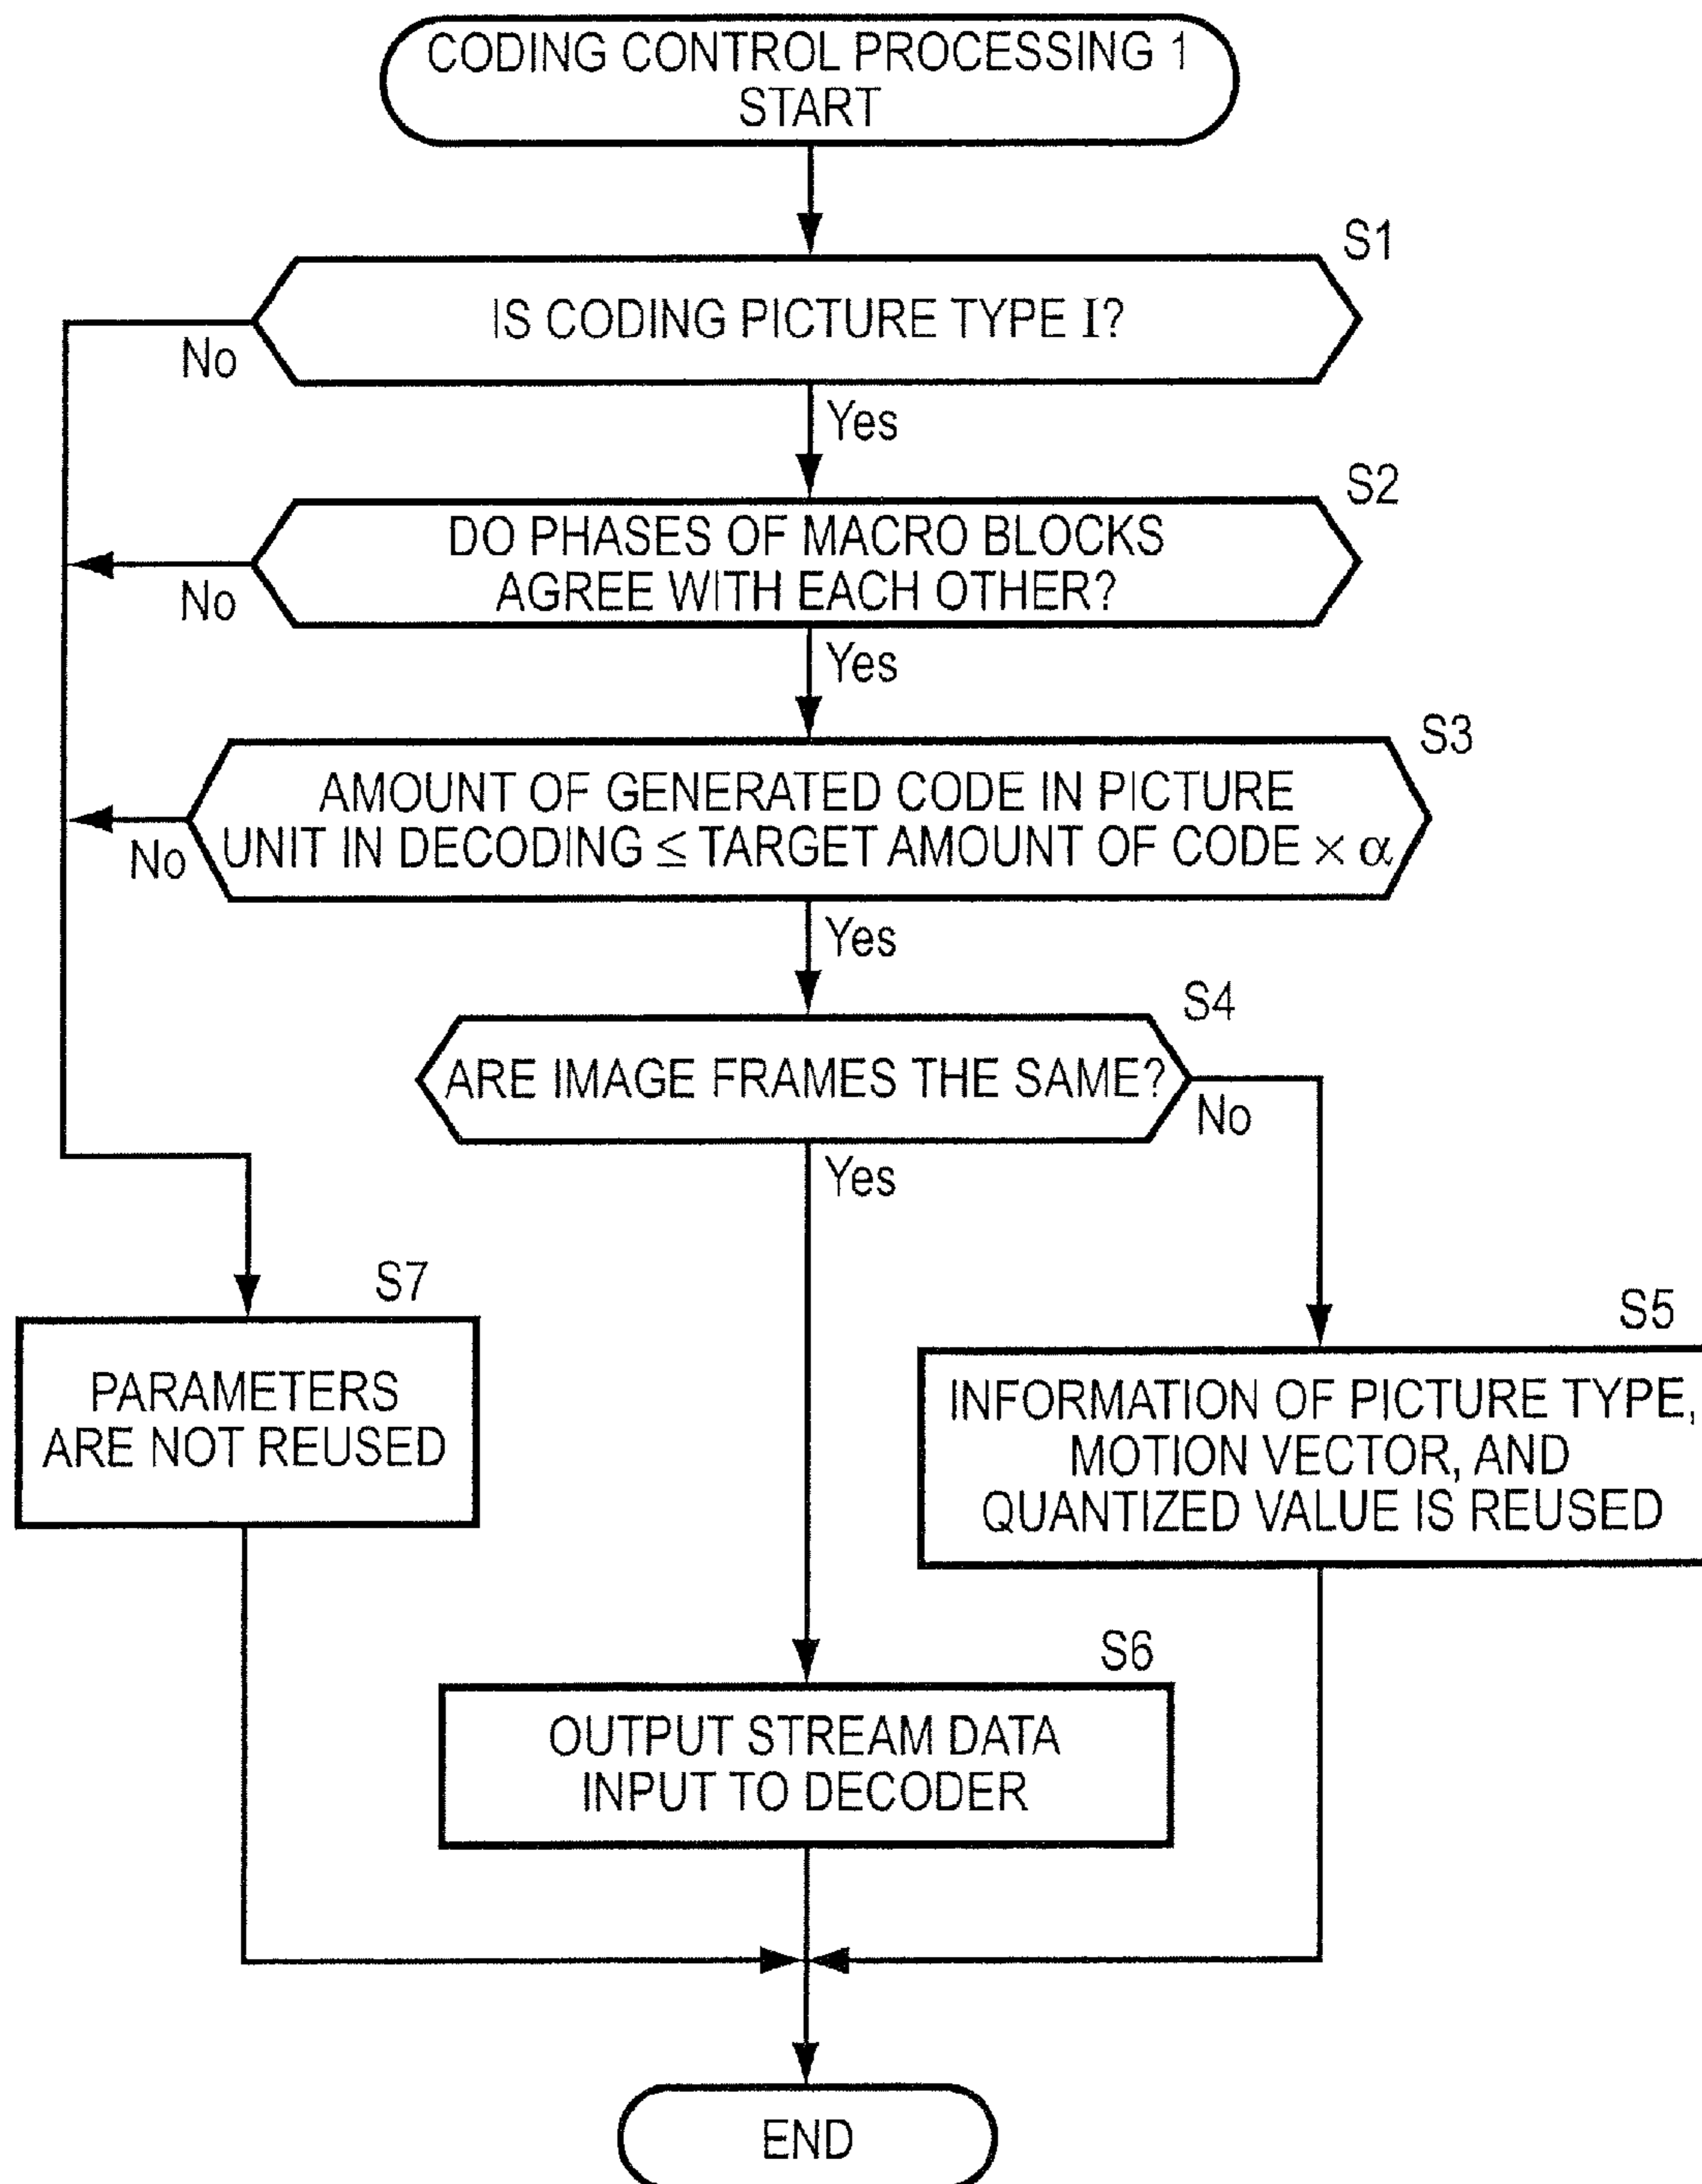 CODING CONTROL PROCESSING 1
START
S1
IS CODING PICTURE TYPE I?
No
Yes
S2
DO PHASES OF MACRO BLOCKS
AGREE WITH EACH OTHER?
No
Yes
S3
AMOUNT OF GENERATED CODE IN PICTURE
UNIT IN DECODING ≤ TARGET AMOUNT OF CODE × α
No
Yes
S4
ARE IMAGE FRAMES THE SAME?
No
Yes
S7
PARAMETERS
ARE NOT REUSED
S5
INFORMATION OF PICTURE TYPE,
MOTION VECTOR, AND
QUANTIZED VALUE IS REUSED
S6
OUTPUT STREAM DATA
INPUT TO DECODER
END